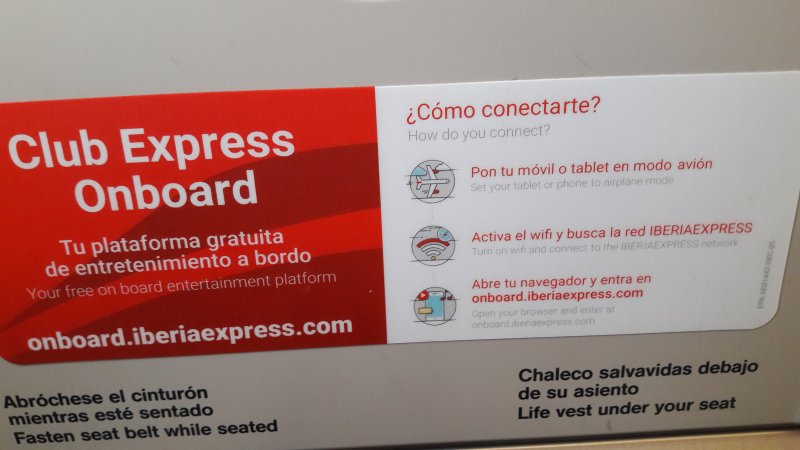 Club Express
Onboard
Tu plataforma gratuita
de entretenimiento a bordo
Your free on board entertainment platform
onboard.iberiaexpress.com
¿Cómo conectarte?
How do you connect?
Pon tu móvil o tablet en modo avión
Set your tablet or phone to airplane mode
Activa el wifi y busca la red IBERIAEXPRESS
Turn on wifi and connect to the IBERIAEXPRESS network
Abre tu navegador y entra en
onboard.iberiaexpress.com
Open your browser and enter at
onboard.iberiaexpress.com
Abróchese el cinturón
mientras esté sentado
Fasten seat belt while seated
Chaleco salvavidas debajo
de su asiento
Life vest under your seat